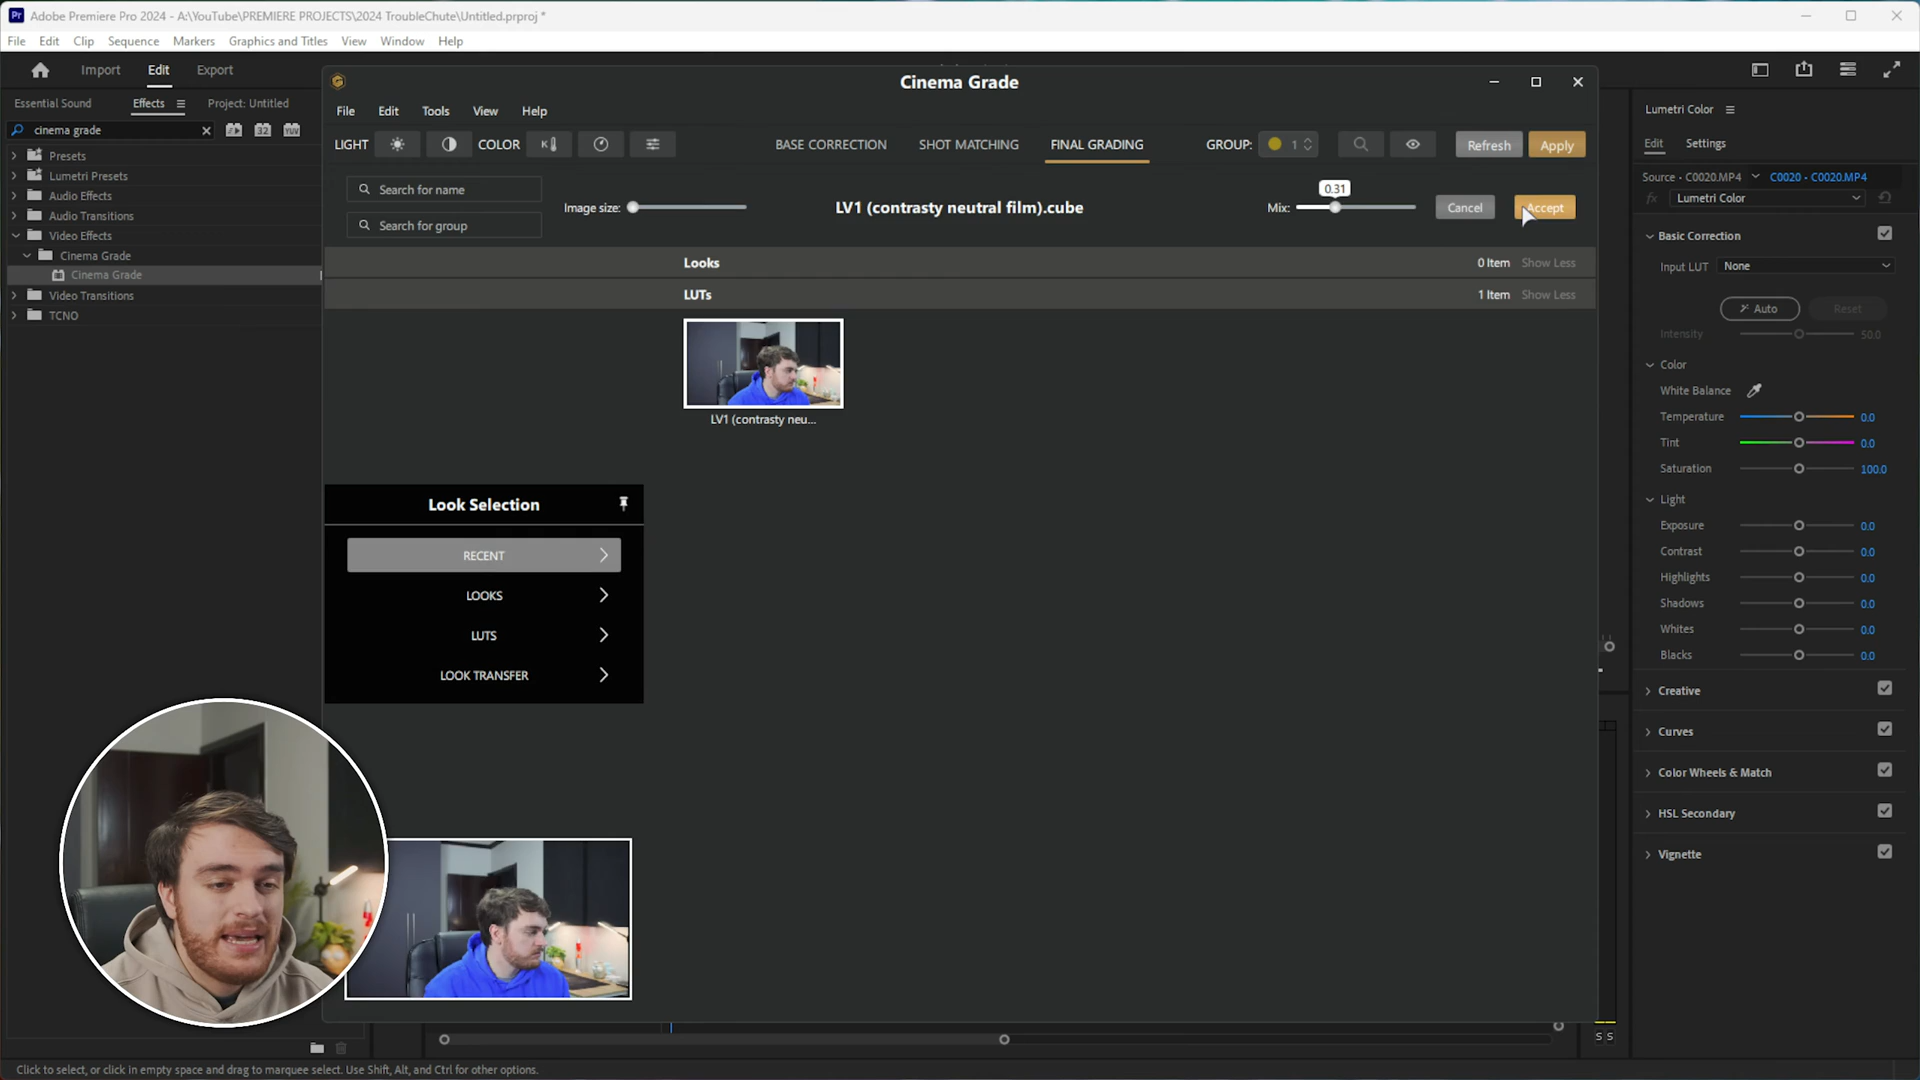 Adobe Premiere Pro 2024 - A:\YouTube\PREMIERE PROJECTS\2024 TroubleChute\Untitled.prproj *
File Edit Clip Sequence Markers Graphics and Titles View Window Help
Import Edit Export
Essential Sound Effects Project: Untitled
cinema grade
Presets
Lumetri Presets
Audio Effects
Audio Transitions
Video Effects
Cinema Grade
Cinema Grade
Video Transitions
TCNO
Cinema Grade
File Edit Tools View Help
LIGHT COLOR K BASE CORRECTION SHOT MATCHING FINAL GRADING GROUP: 1 Refresh Apply
Search for name
Search for group
Image size:
LV1 (contrasty neutral film).cube
0.31
Mix: Cancel Accept
Looks 0 Item Show Less
LUTs 1 Item Show Less
LV1 (contrasty neu...
Look Selection
RECENT
LOOKS
LUTS
LOOK TRANSFER
Lumetri Color
Edit Settings
Source - C0020.MP4 C0020 - C0020.MP4
fx Lumetri Color
Basic Correction
Input LUT None
Auto Reset
Intensity 50.0
Color
White Balance
Temperature 0.0
Tint 0.0
Saturation 100.0
Light
Exposure 0.0
Contrast 0.0
Highlights 0.0
Shadows 0.0
Whites 0.0
Blacks 0.0
Creative
Curves
Color Wheels & Match
HSL Secondary
Vignette
S S
Click to select, or click in empty space and drag to marquee select. Use Shift, Alt, and Ctrl for other options.